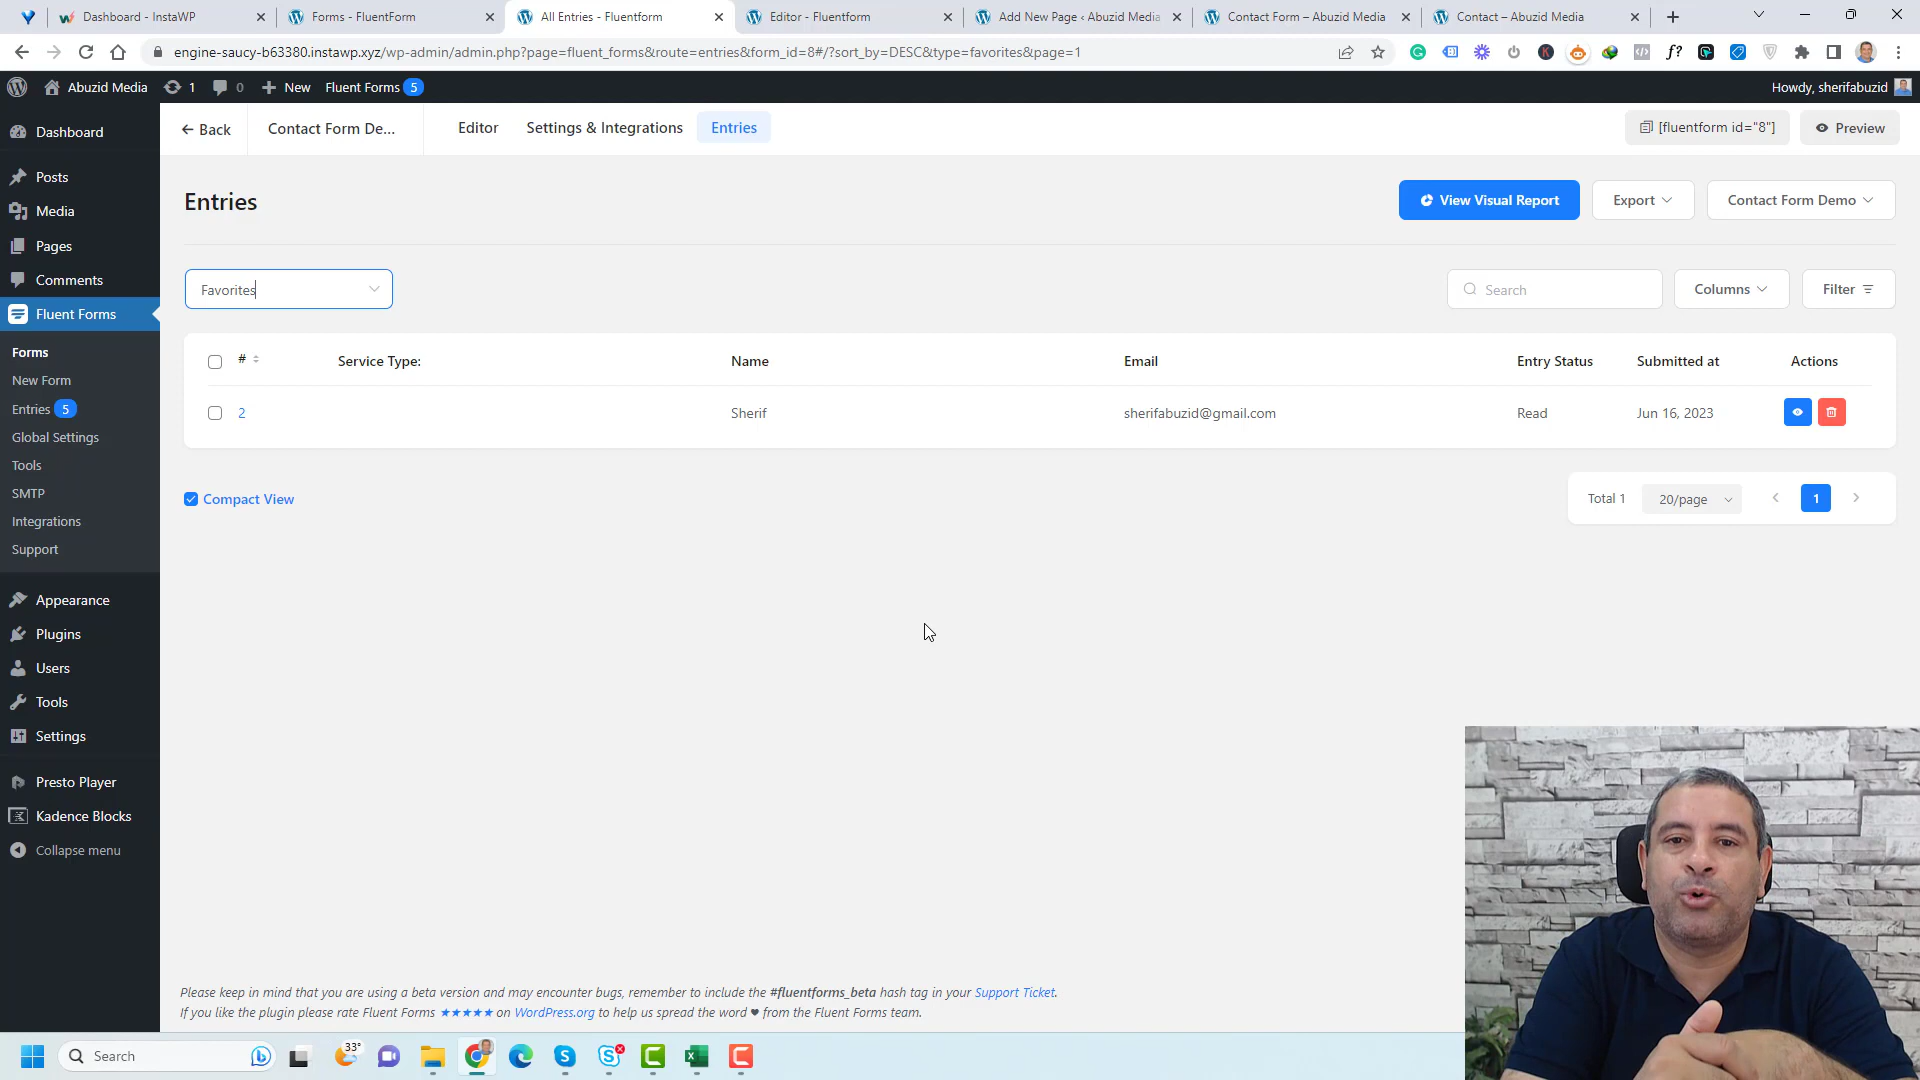 Dashboard - InstaWP
Forms - FluentForm
All Entries - Fluentform
Editor - Fluentform
Add New Page ‹ Abuzid Media
Contact Form – Abuzid Media
Contact – Abuzid Media
engine-saucy-b63380.instawp.xyz/wp-admin/admin.php?page=fluent_forms&route=entries&form_id=8#/?sort_by=DESC&type=favorites&page=1
Abuzid Media 1 0 New Fluent Forms 5
Howdy, sherifabuzid
Dashboard
Posts
Media
Pages
Comments
Fluent Forms
Forms
New Form
Entries 5
Global Settings
Tools
SMTP
Integrations
Support
Appearance
Plugins
Users
Tools
Settings
Presto Player
Kadence Blocks
Collapse menu
Back Contact Form De... Editor Settings & Integrations Entries [fluentform id="8"] Preview
Entries
View Visual Report Export Contact Form Demo
Favorites
Search Columns Filter
# Service Type: Name Email Entry Status Submitted at Actions
2 Sherif sherifabuzid@gmail.com Read Jun 16, 2023
Compact View
Total 1 20/page 1
Please keep in mind that you are using a beta version and may encounter bugs, remember to include the #fluentforms_beta hash tag in your Support Ticket.
If you like the plugin please rate Fluent Forms ★★★★★ on WordPress.org to help us spread the word ♥ from the Fluent Forms team.
Search
33°